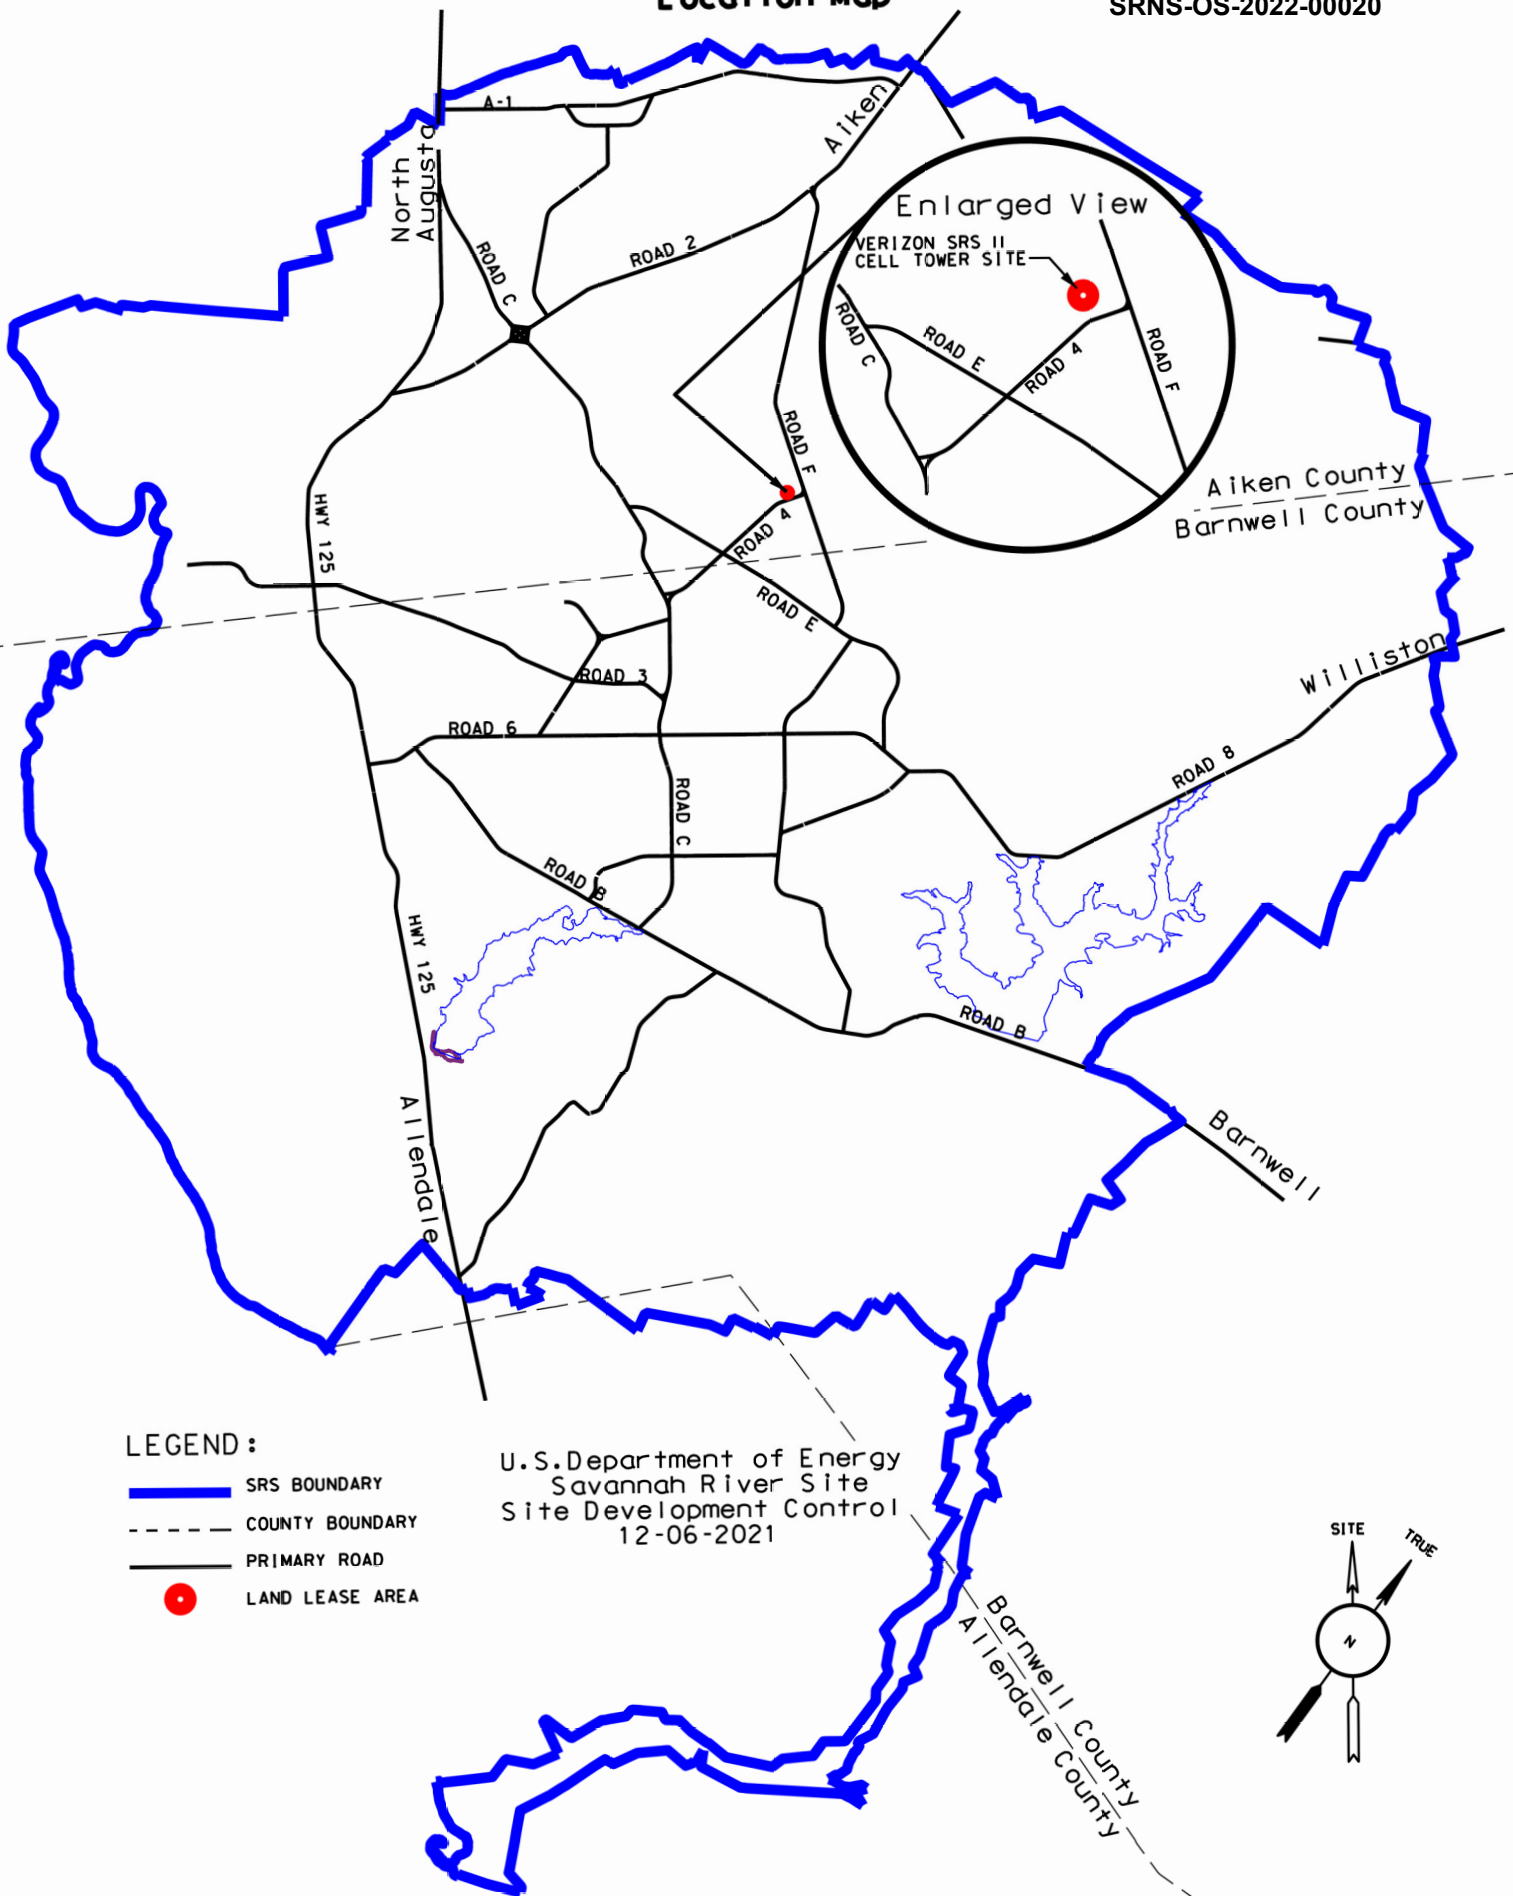 Location Map
SRNS-OS-2022-00020
A-1
Aiken
North
Augusta
Enlarged View
VERIZON SRS II
CELL TOWER SITE
ROAD C
ROAD 2
ROAD C
ROAD E
ROAD 4
ROAD F
ROAD F
Aiken County
Barnwell County
HWY 125
ROAD 4
ROAD E
ROAD 3
Williston
ROAD 6
ROAD 8
ROAD C
ROAD B
HWY 125
ROAD B
Allendale
Barnwell
LEGEND:
SRS BOUNDARY
COUNTY BOUNDARY
PRIMARY ROAD
LAND LEASE AREA
U.S.Department of Energy
Savannah River Site
Site Development Control
12-06-2021
SITE
TRUE
N
Barnwell County
Allendale County